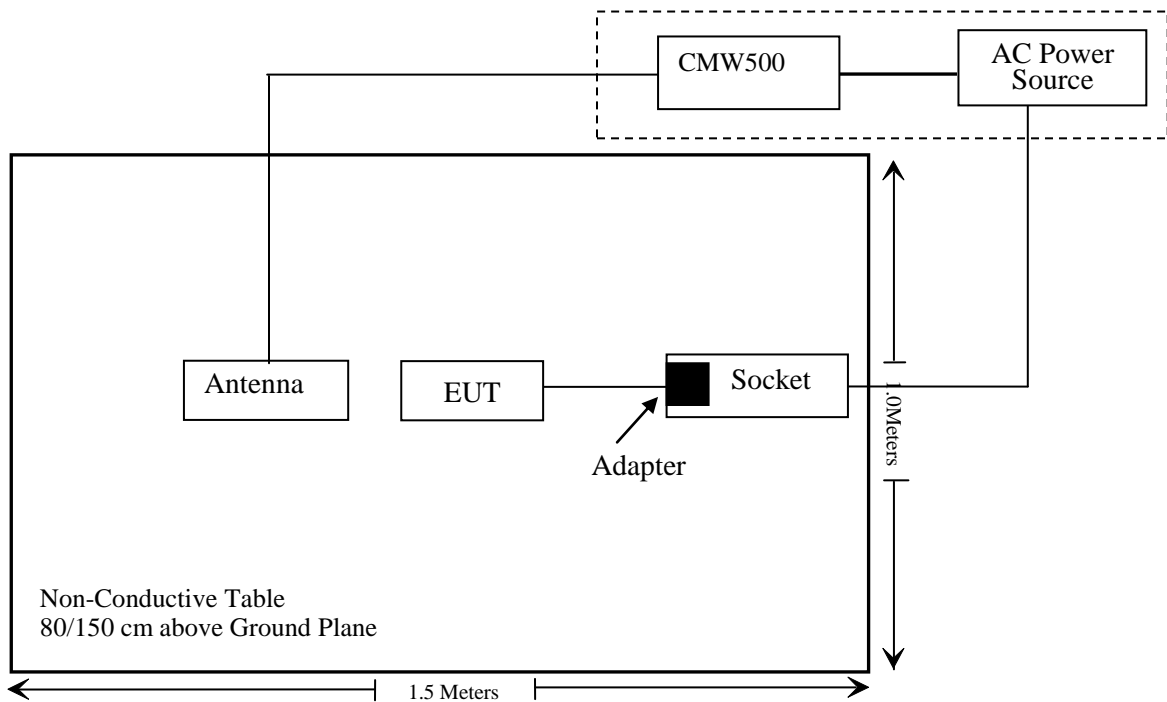 CMW500
AC Power
Source
Antenna
EUT
Socket
Adapter
1.0Meters
Non-Conductive Table
80/150 cm above Ground Plane
1.5 Meters